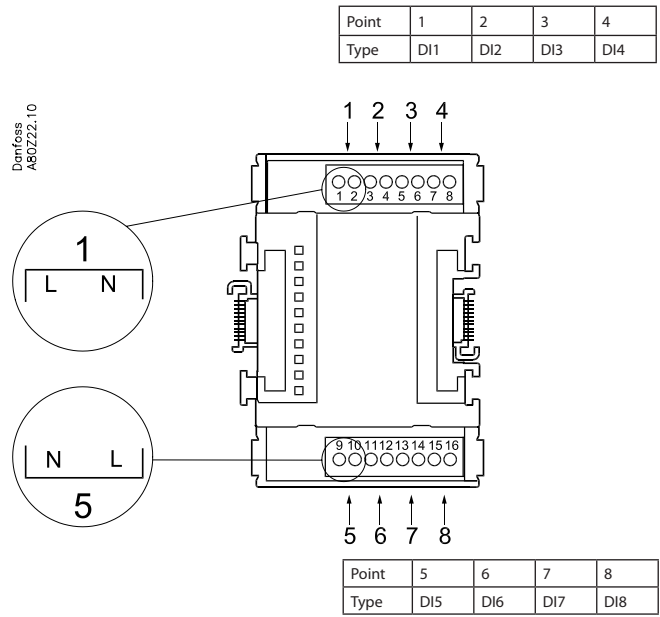 Point 1 2 3 4
Type DI1 DI2 DI3 DI4
Danfoss
A80Z22.10
1 2 3 4
1 2 3 4 5 6 7 8
1
L N
N L
5
9 10 11 12 13 14 15 16
5 6 7 8
Point 5 6 7 8
Type DI5 DI6 DI7 DI8